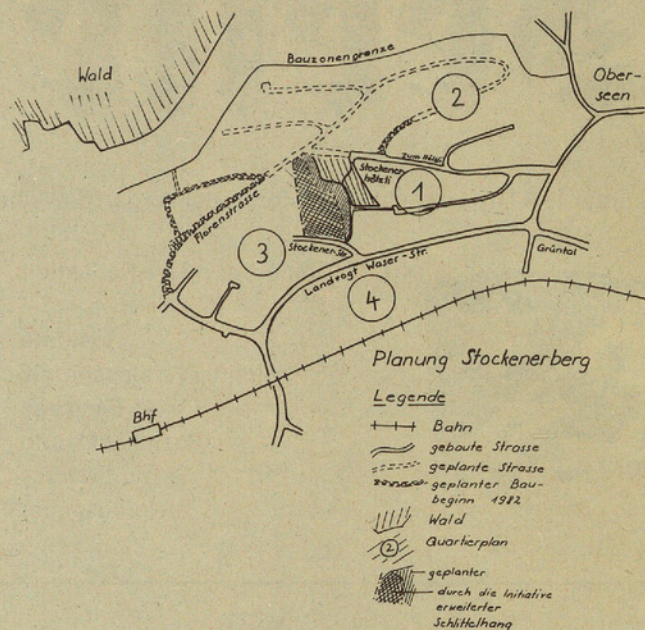 Wald
Bauzonengrenze
Ober-
seen
2
Zum Hölzli
Stockener
hölzli
1
Florenstrasse
3
Stockener-Str.
Landvogt Waser-Str.
Grüntal
4
Bhf
Planung Stockenerberg
Legende
Bahn
gebaute Strasse
geplante Strasse
geplanter Bau-
beginn 1982
Wald
2
Quartierplan
geplanter
durch die Initiative
erweiterter
Schlittelhang